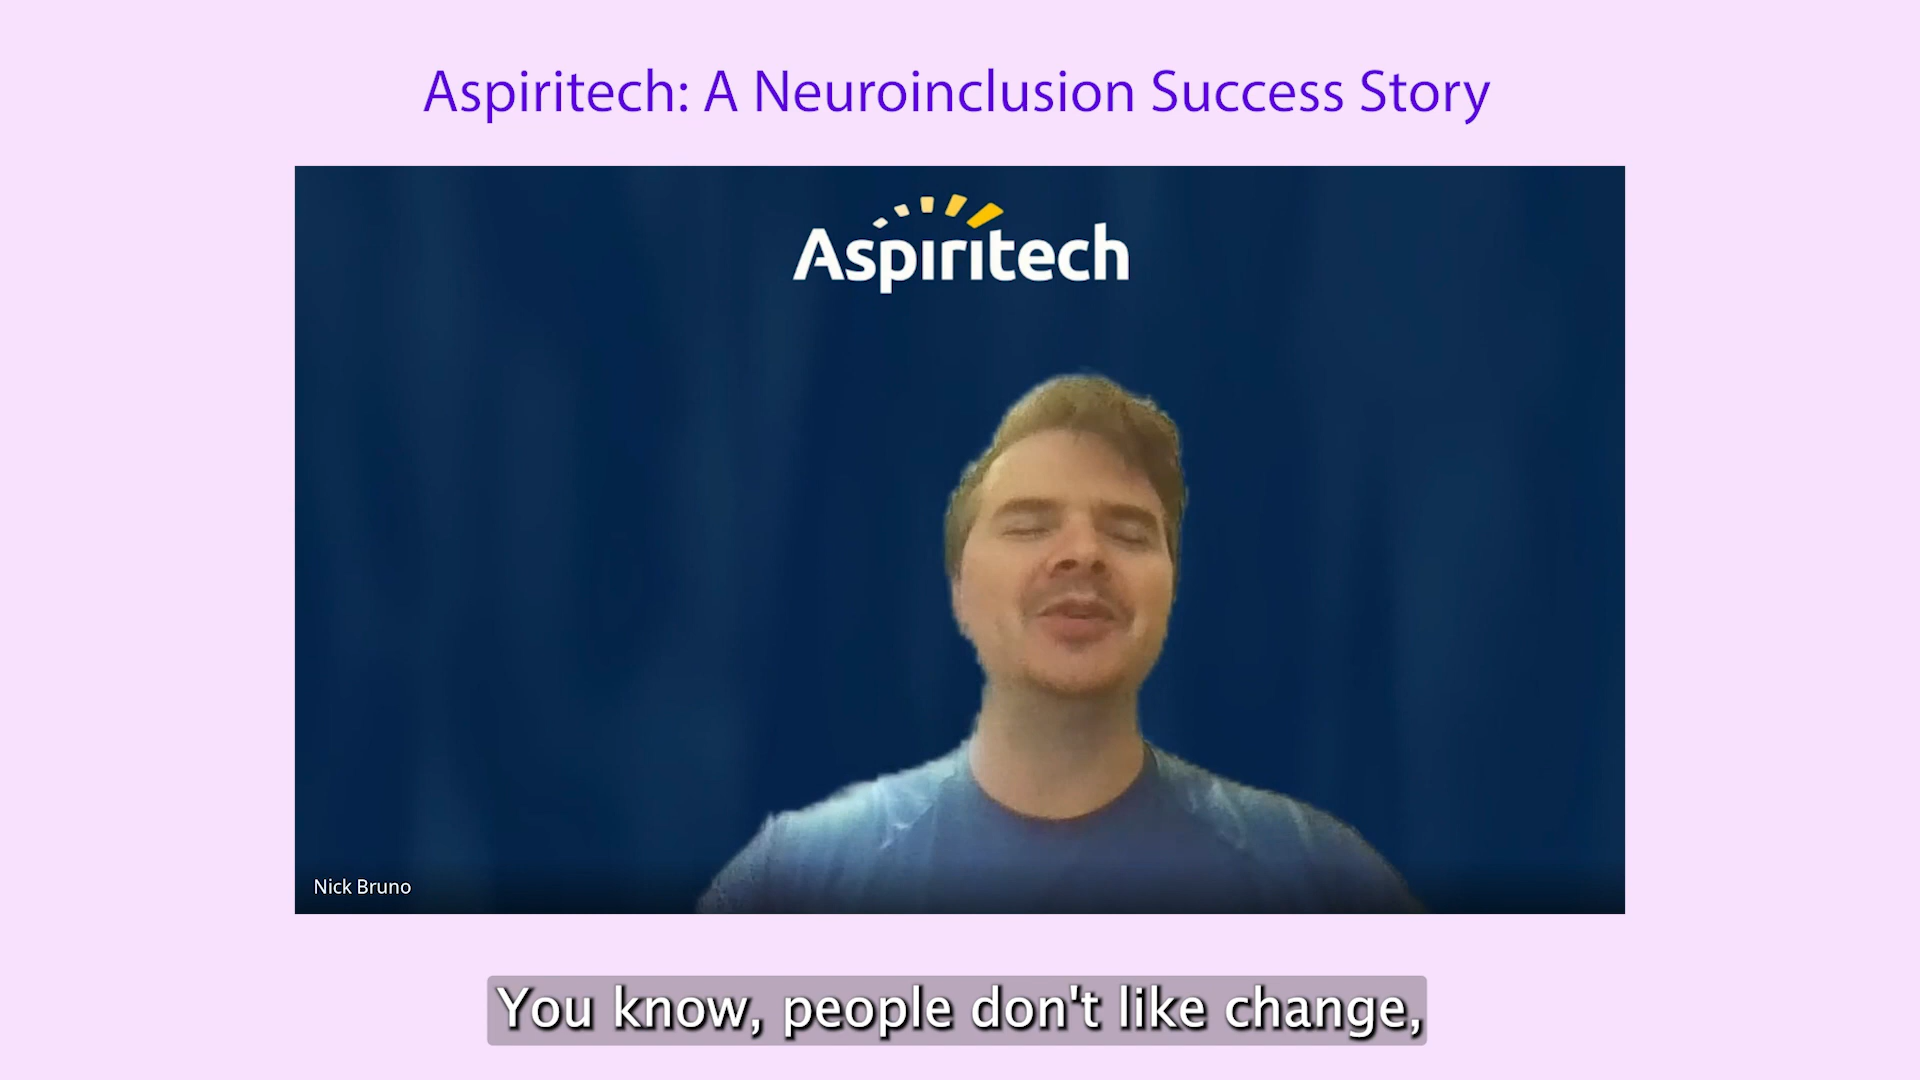 Aspiritech: A Neuroinclusion Success Story
Aspiritech
Nick Bruno
You know, people don't like change,